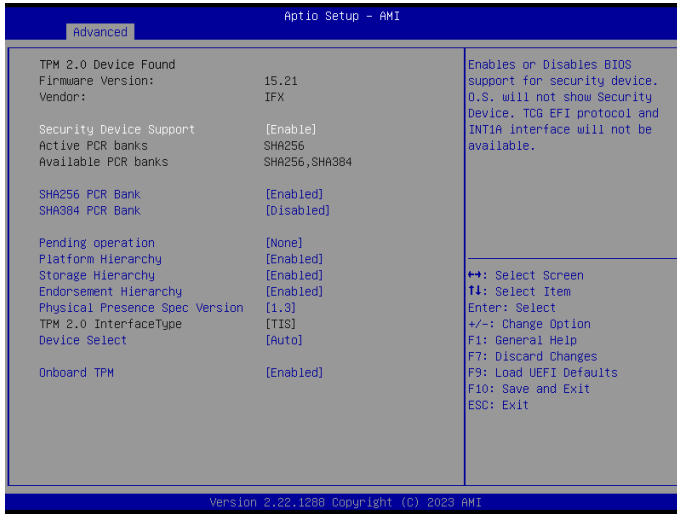 Aptio Setup – AMI
Advanced
TPM 2.0 Device Found
Firmware Version: 15.21
Vendor: IFX
Security Device Support [Enable]
Active PCR banks SHA256
Available PCR banks SHA256,SHA384
SHA256 PCR Bank [Enabled]
SHA384 PCR Bank [Disabled]
Pending operation [None]
Platform Hierarchy [Enabled]
Storage Hierarchy [Enabled]
Endorsement Hierarchy [Enabled]
Physical Presence Spec Version [1.3]
TPM 2.0 InterfaceType [TIS]
Device Select [Auto]
Onboard TPM [Enabled]
Enables or Disables BIOS
support for security device.
O.S. will not show Security
Device. TCG EFI protocol and
INT1A interface will not be
available.
↔: Select Screen
↑↓: Select Item
Enter: Select
+/-: Change Option
F1: General Help
F7: Discard Changes
F9: Load UEFI Defaults
F10: Save and Exit
ESC: Exit
Version 2.22.1288 Copyright (C) 2023 AMI